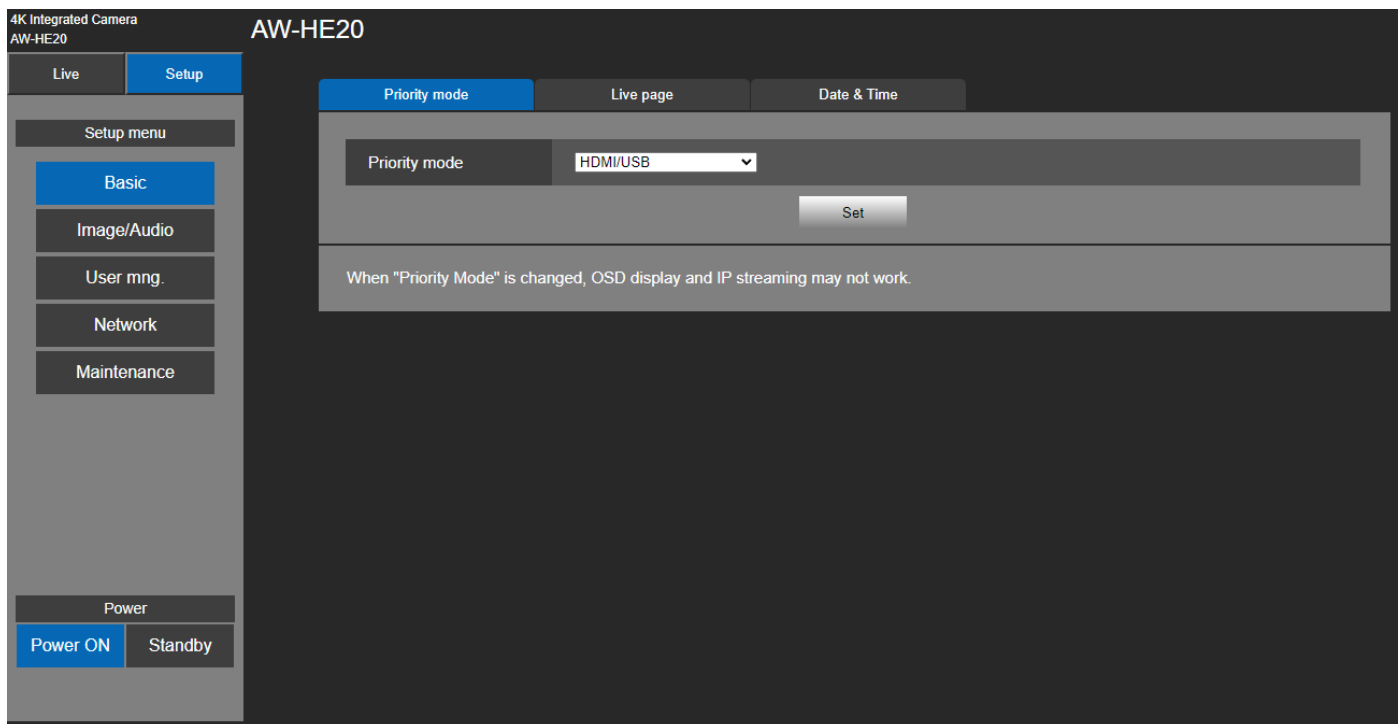 4K Integrated Camera
AW-HE20
AW-HE20
Live
Setup
Priority mode
Live page
Date & Time
Setup menu
Basic
Image/Audio
User mng.
Network
Maintenance
Priority mode
HDMI/USB
Set
When "Priority Mode" is changed, OSD display and IP streaming may not work.
Power
Power ON
Standby